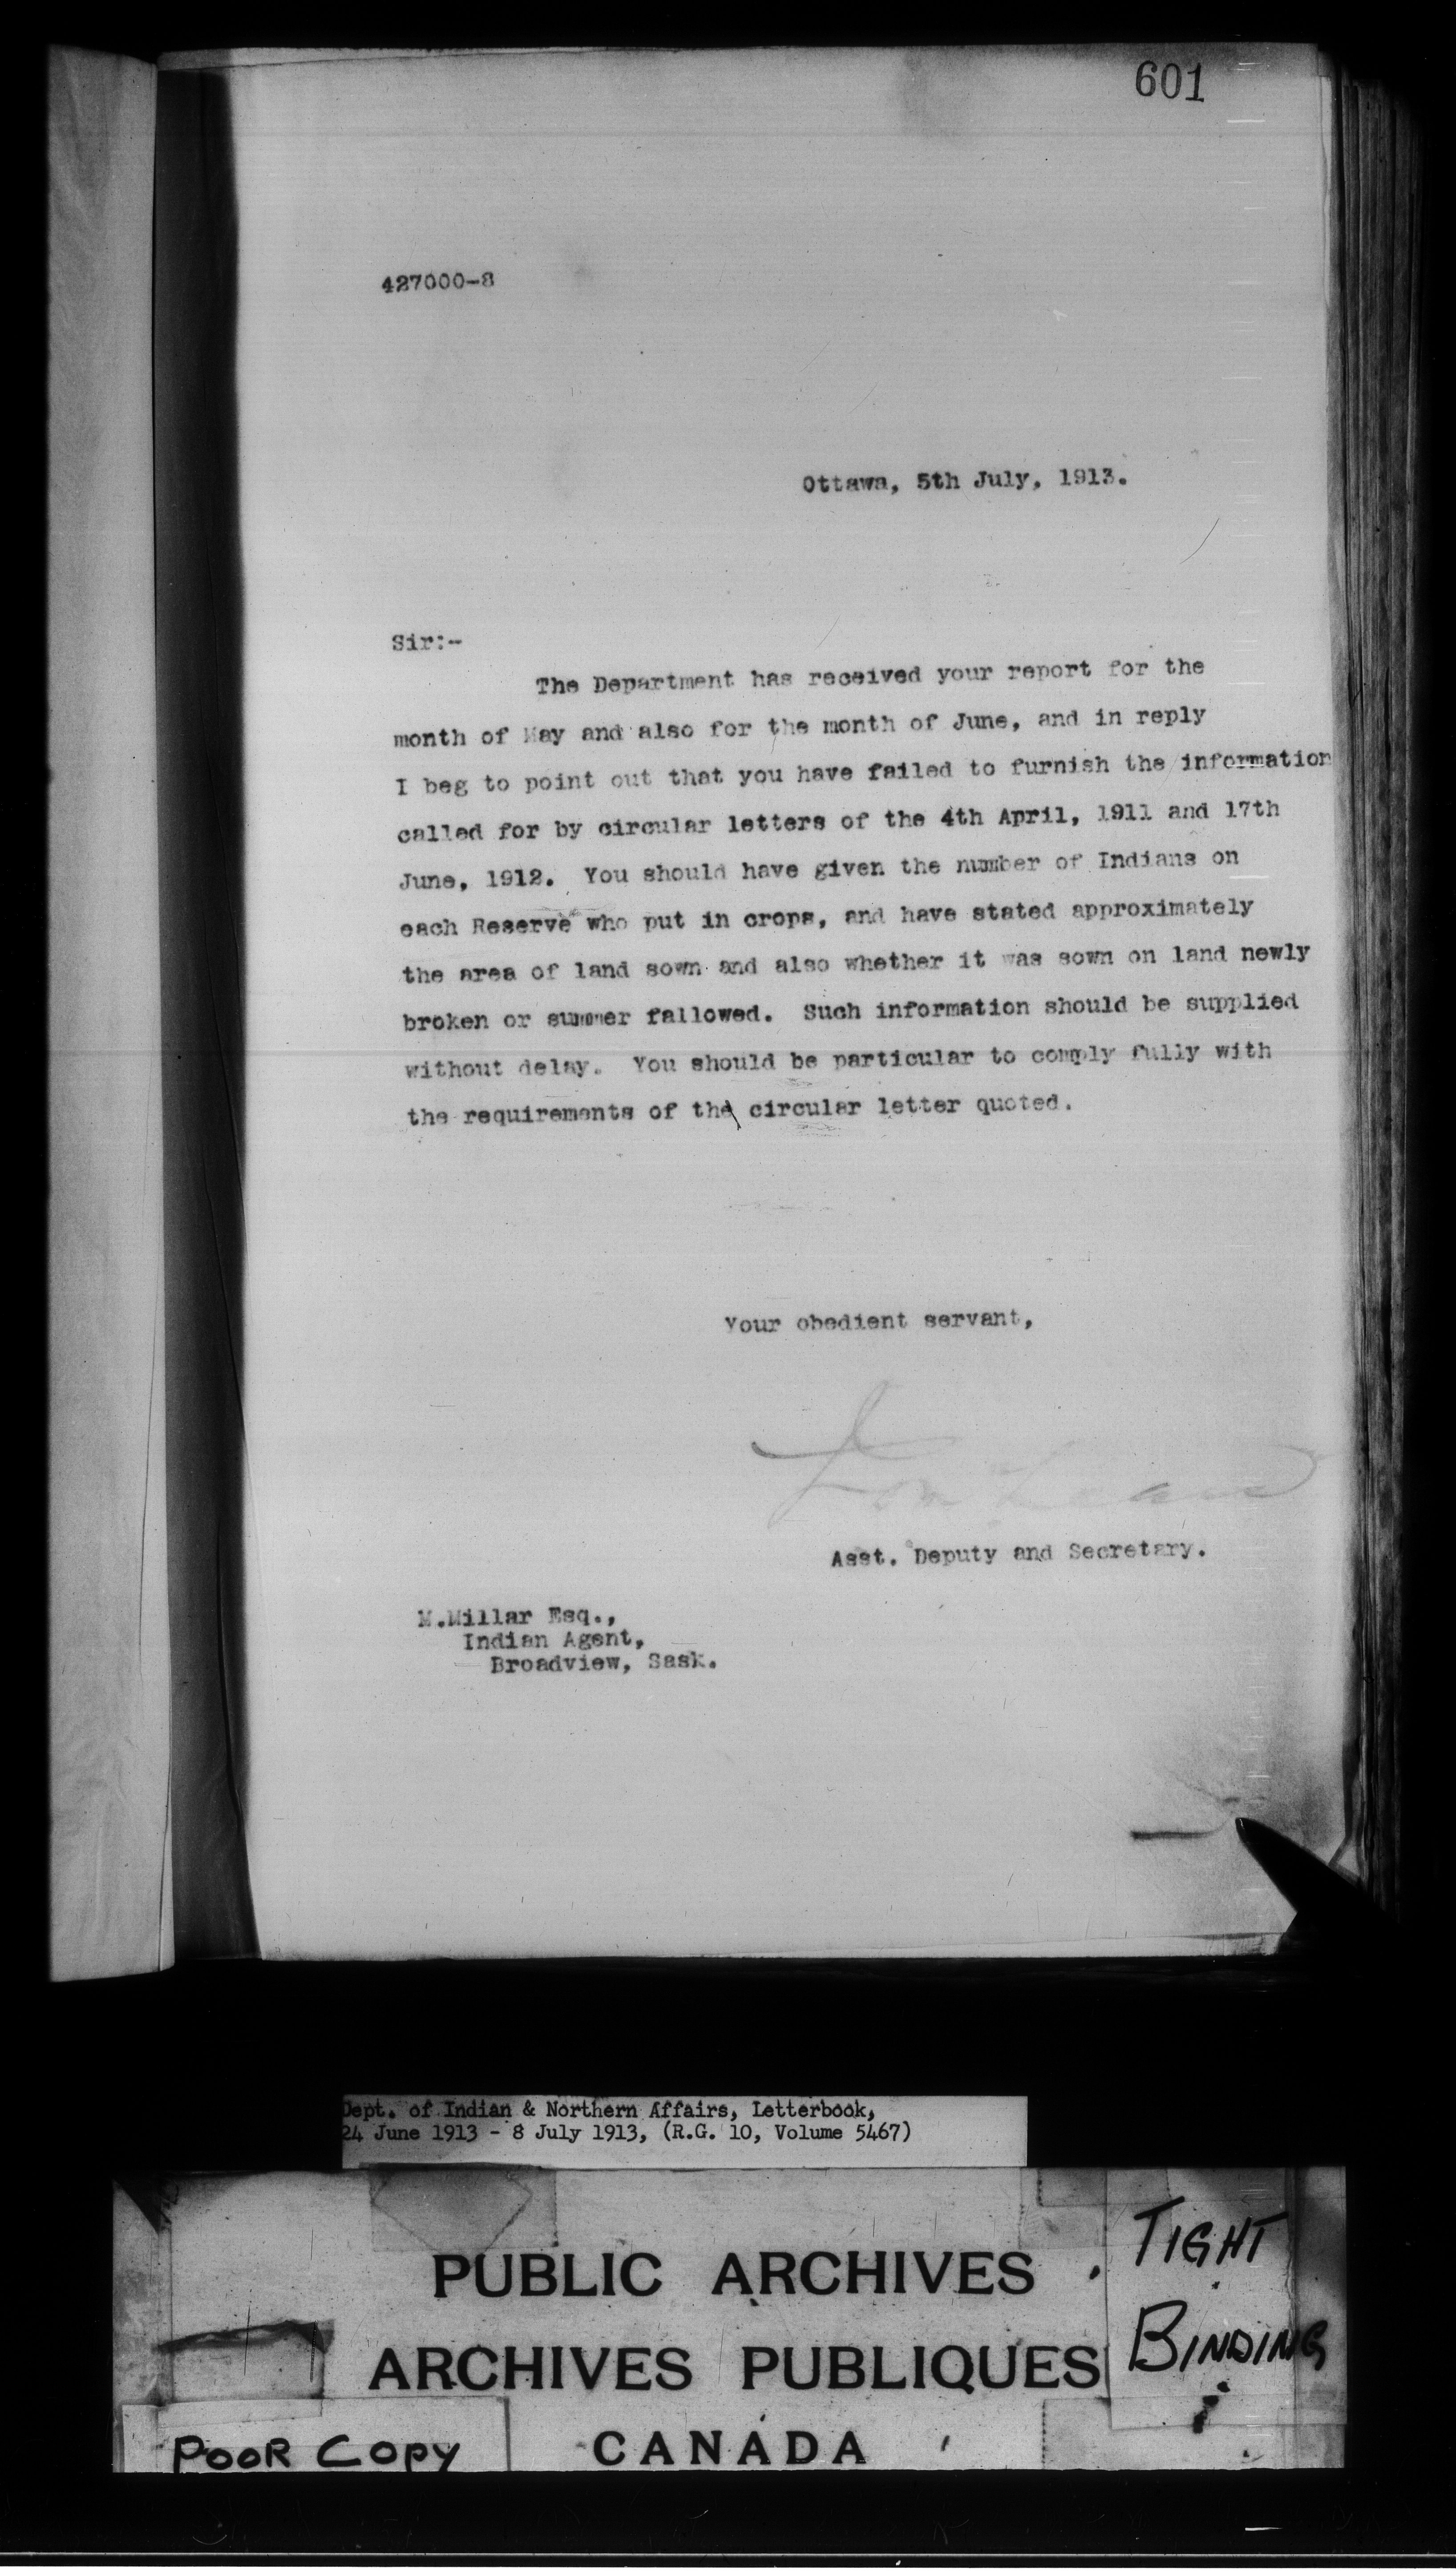 601
427000-8
Ottawa, 5th July, 1913.
Sir:-
The Department has received your report for the
month of May and also for the month of June, and in reply
I beg to point out that you have failed to furnish the information
called for by circular letters of the 4th April, 1911 and 17th
June, 1912. You should have given the number of Indians on
each Reserve who put in crops, and have stated approximately
the area of land sown and also whether it was sown on land newly
broken or summer fallowed. Such information should be supplied
without delay. You should be particular to comply fully with
the requirements of the circular letter quoted.
Your obedient servant,
Asst. Deputy and Secretary.
M.Millar Esq.,
Indian Agent,
Broadview, Sask.
Dept. of Indian & Northern Affairs, Letterbook,
24 June 1913 - 8 July 1913, (R.G. 10, Volume 5467)
PUBLIC ARCHIVES
ARCHIVES PUBLIQUES
CANADA
TIGHT
BINDING
POOR COPY